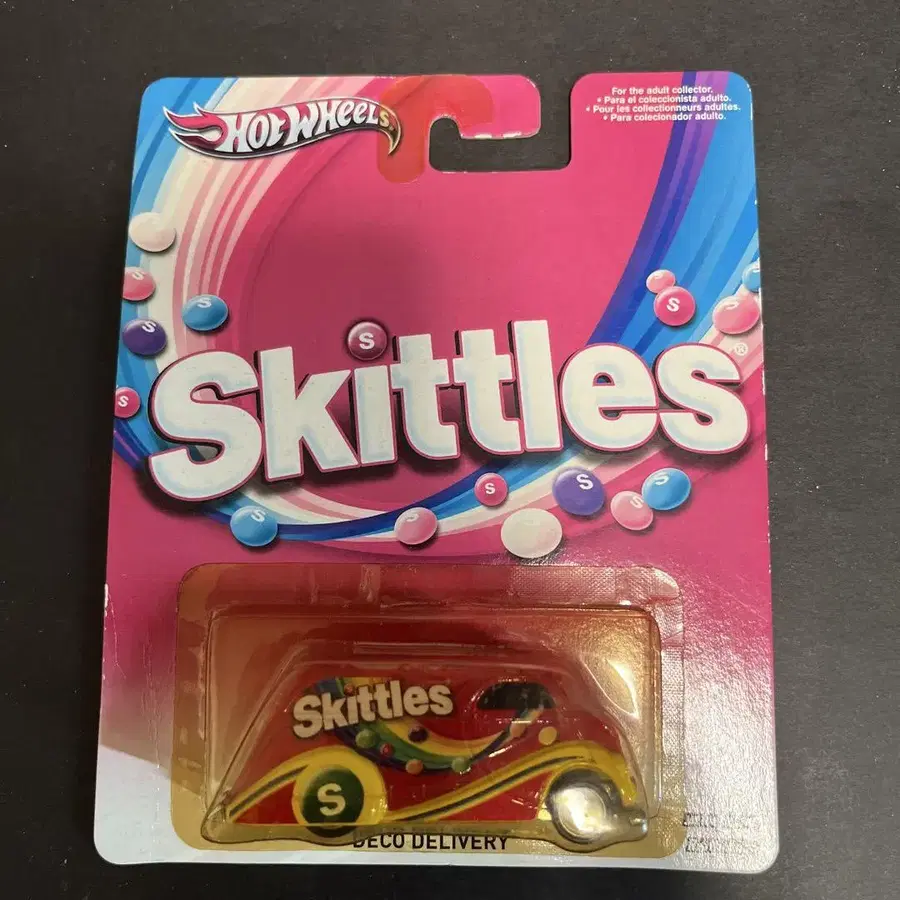 HOT WHEELS
For the adult collector.
• Para el coleccionista adulto.
• Pour les collectionneurs adultes.
• Para colecionador adulto.
Skittles®
S
S
S
S
S
S
S
S
S
S
Skittles
S
DECO DELIVERY